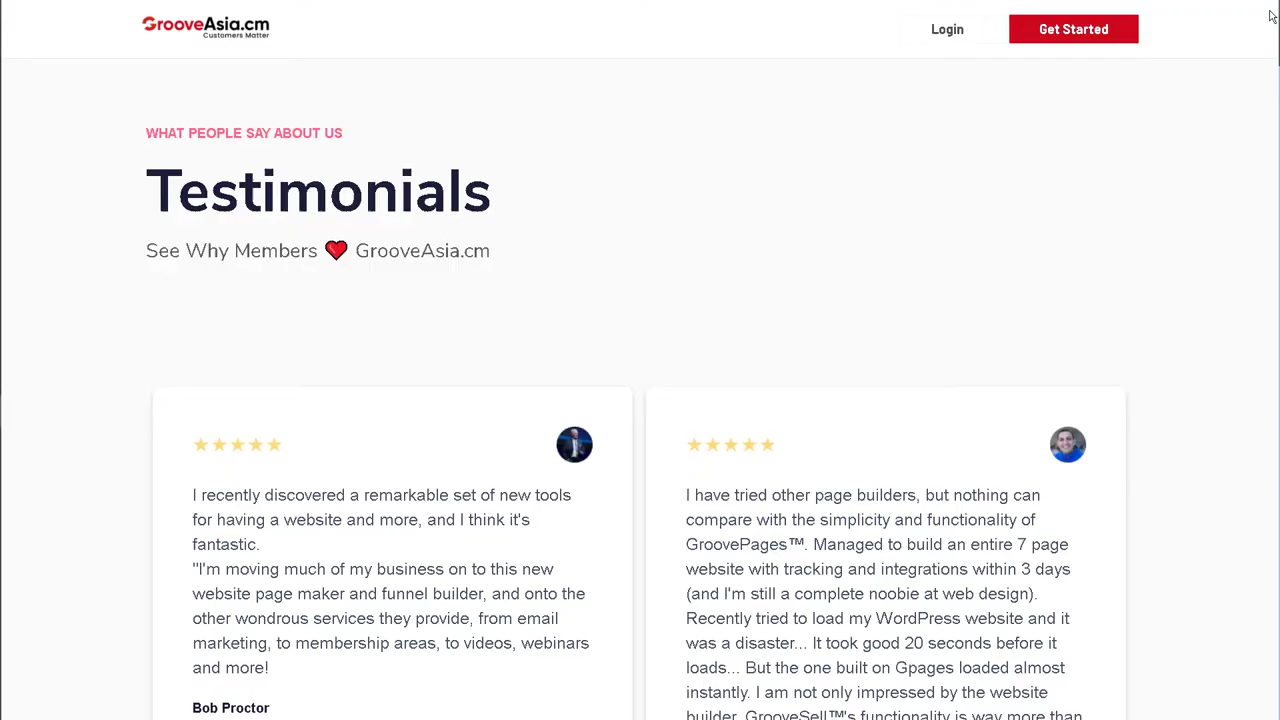 GrooveAsia.cm
Customers Matter
Login
Get Started
WHAT PEOPLE SAY ABOUT US
Testimonials
See Why Members ❤ GrooveAsia.cm
I recently discovered a remarkable set of new tools
for having a website and more, and I think it's
fantastic.
"I'm moving much of my business on to this new
website page maker and funnel builder, and onto the
other wondrous services they provide, from email
marketing, to membership areas, to videos, webinars
and more!
Bob Proctor
I have tried other page builders, but nothing can
compare with the simplicity and functionality of
GroovePages™. Managed to build an entire 7 page
website with tracking and integrations within 3 days
(and I'm still a complete noobie at web design).
Recently tried to load my WordPress website and it
was a disaster... It took good 20 seconds before it
loads... But the one built on Gpages loaded almost
instantly. I am not only impressed by the website
builder, GrooveSell™'s functionality is way more than